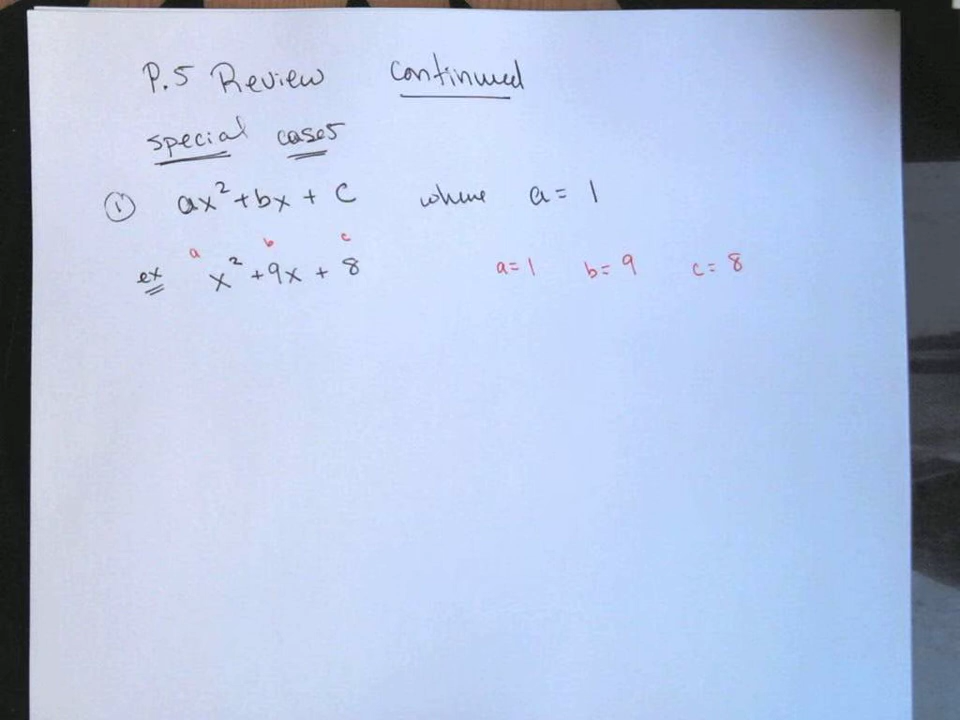 P.5 Review continued
special cases
① ax²+bx + c where a = 1
a b c
ex x² +9x + 8 a=1 b=9 c=8